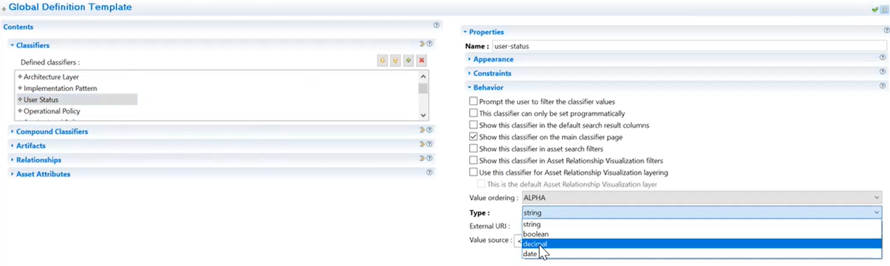 Global Definition Template
Contents
Classifiers
Defined classifiers :
Architecture Layer
Implementation Pattern
User Status
Operational Policy
Compound Classifiers
Artifacts
Relationships
Asset Attributes
Properties
Name : user-status
Appearance
Constraints
Behavior
Prompt the user to filter the classifier values
This classifier can only be set programmatically
Show this classifier in the default search result columns
Show this classifier on the main classifier page
Show this classifier in asset search filters
Show this classifier in Asset Relationship Visualization filters
Use this classifier for Asset Relationship Visualization layering
This is the default Asset Relationship Visualization layer
Value ordering : ALPHA
Type : string
External URI : string
boolean
Value source : decimal
date